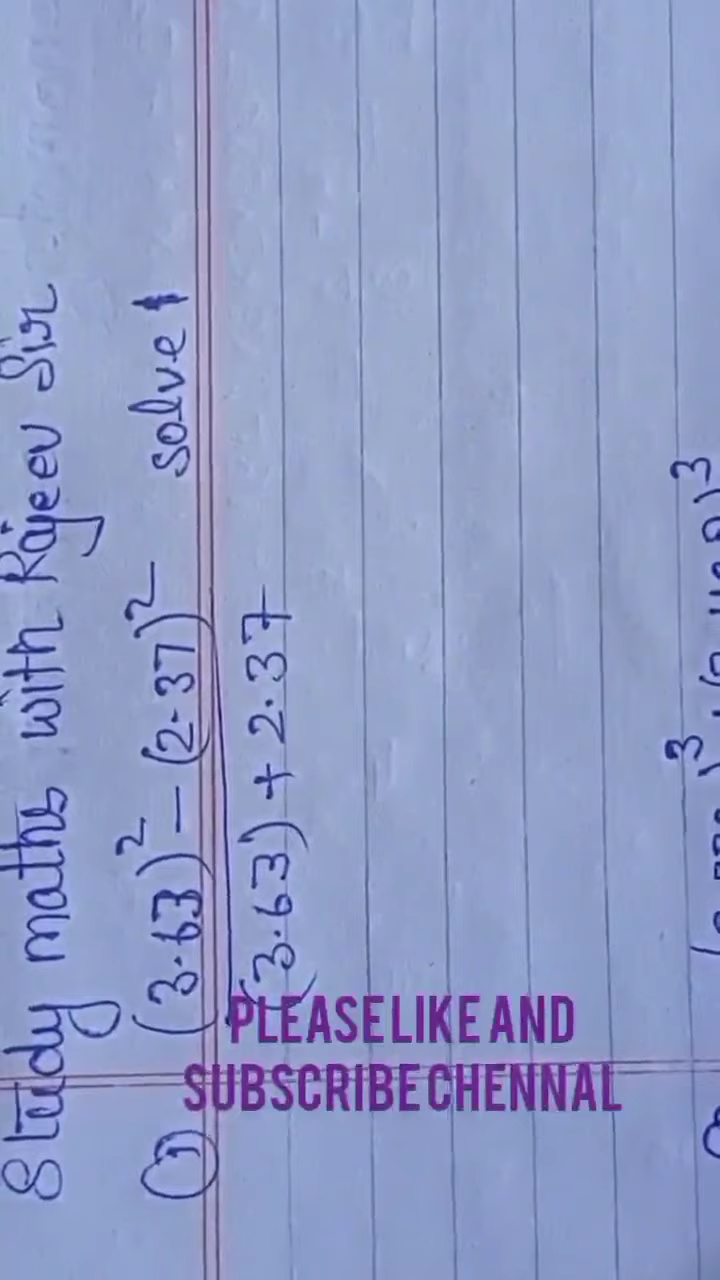 Study maths with Rajeev Sir
① (3.63)² - (2.37)² solve
(3.63) + 2.37
PLEASE LIKE AND
SUBSCRIBE CHENNAL